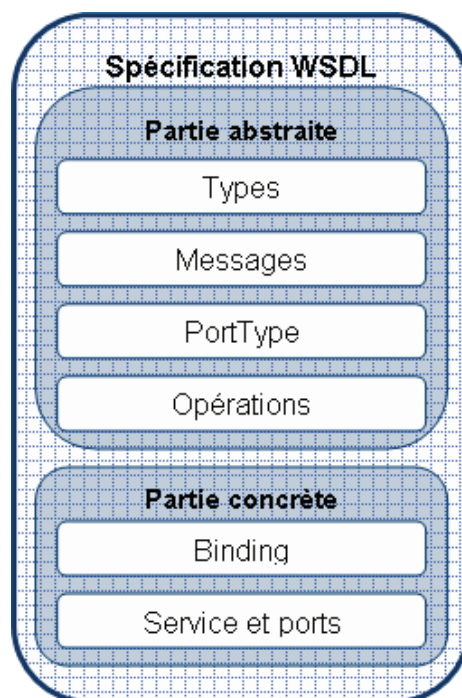 Spécification WSDL
Partie abstraite
Types
Messages
PortType
Opérations
Partie concrète
Binding
Service et ports